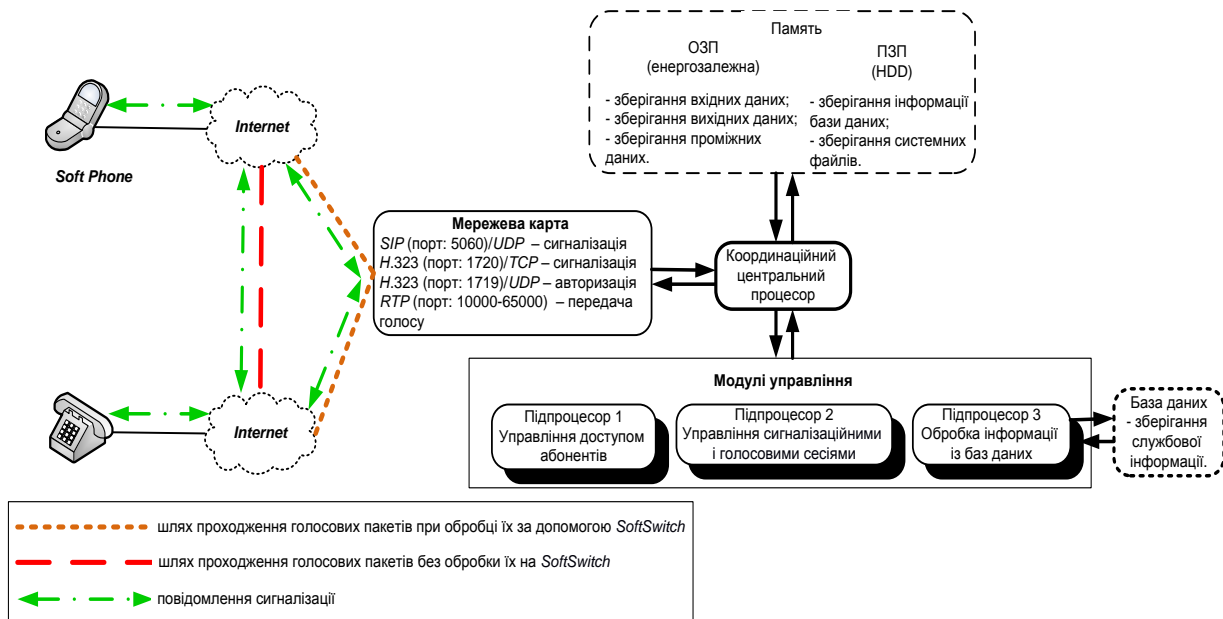 Память
ОЗП
(енергозалежна)
- зберігання вхідних даних;
- зберігання вихідних даних;
- зберігання проміжних
даних.
ПЗП
(HDD)
- зберігання інформації
бази даних;
- зберігання системних
файлів.
Internet
Soft Phone
Мережева карта
SIP (порт: 5060)/UDP – сигналізація
H.323 (порт: 1720)/TCP – сигналізація
H.323 (порт: 1719)/UDP – авторизація
RTP (порт: 10000-65000) – передача
голосу
Координаційний
центральний
процесор
Модулі управління
Підпроцесор 1
Управління доступом
абонентів
Підпроцесор 2
Управління сигналізаційними
і голосовими сесіями
Підпроцесор 3
Обробка інформації
із баз даних
База даних
- зберігання
службової
інформації.
Internet
шлях проходження голосових пакетів при обробці їх за допомогою SoftSwitch
шлях проходження голосових пакетів без обробки їх на SoftSwitch
повідомлення сигналізації